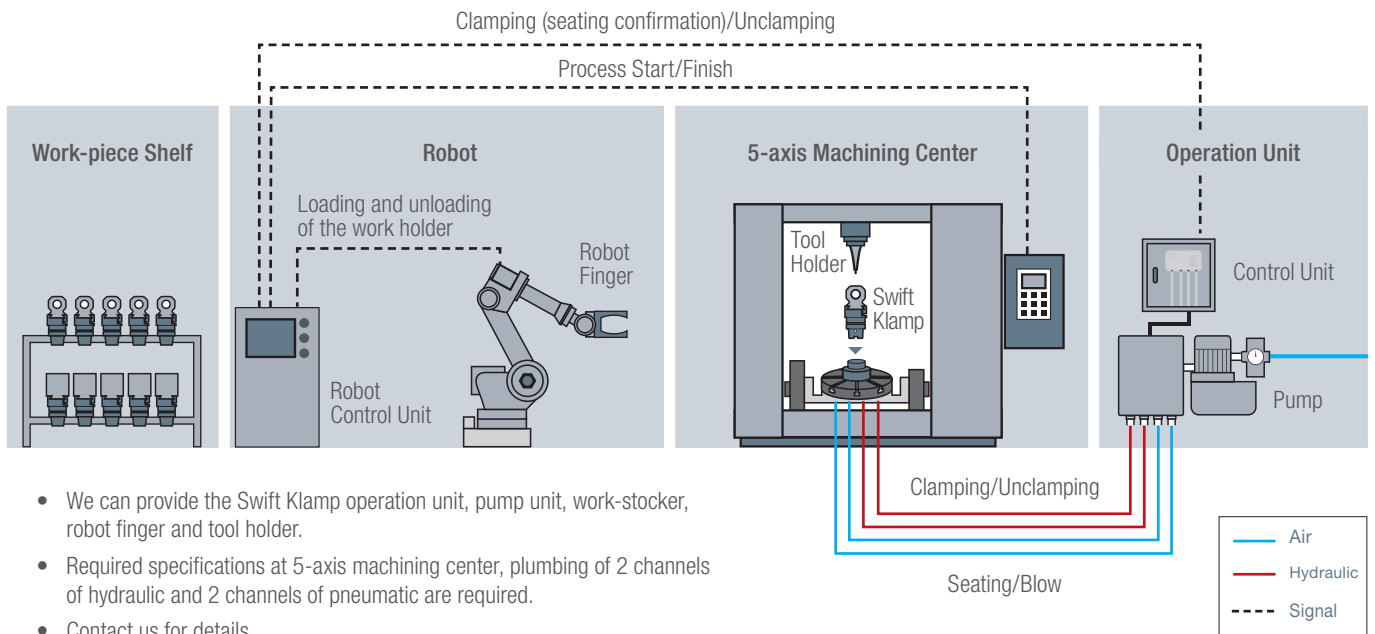 Clamping (seating confirmation)/Unclamping
Process Start/Finish
Work-piece Shelf
Robot
5-axis Machining Center
Operation Unit
Loading and unloading
of the work holder
Robot
Finger
Tool
Holder
Swift
Klamp
Control Unit
Robot
Control Unit
Pump
Clamping/Unclamping
Seating/Blow
• We can provide the Swift Klamp operation unit, pump unit, work-stocker,
robot finger and tool holder.
• Required specifications at 5-axis machining center, plumbing of 2 channels
of hydraulic and 2 channels of pneumatic are required.
• Contact us for details
Air
Hydraulic
Signal